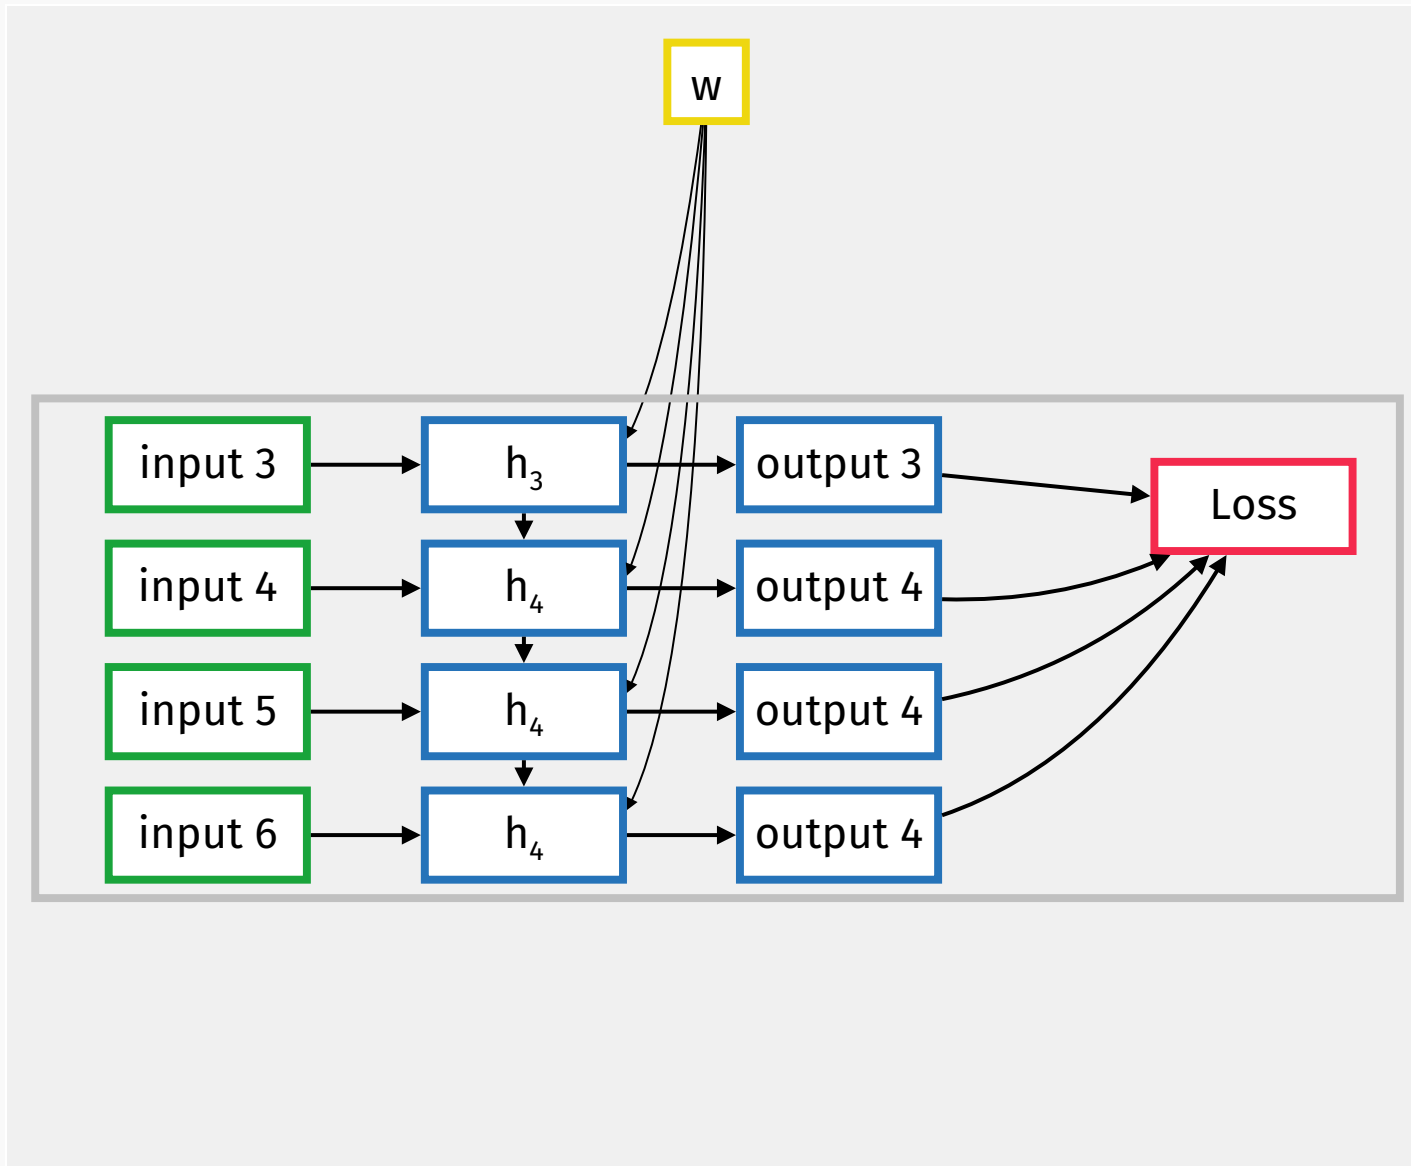 w
input 3
h₃
output 3
Loss
input 4
h₄
output 4
input 5
h₄
output 4
input 6
h₄
output 4